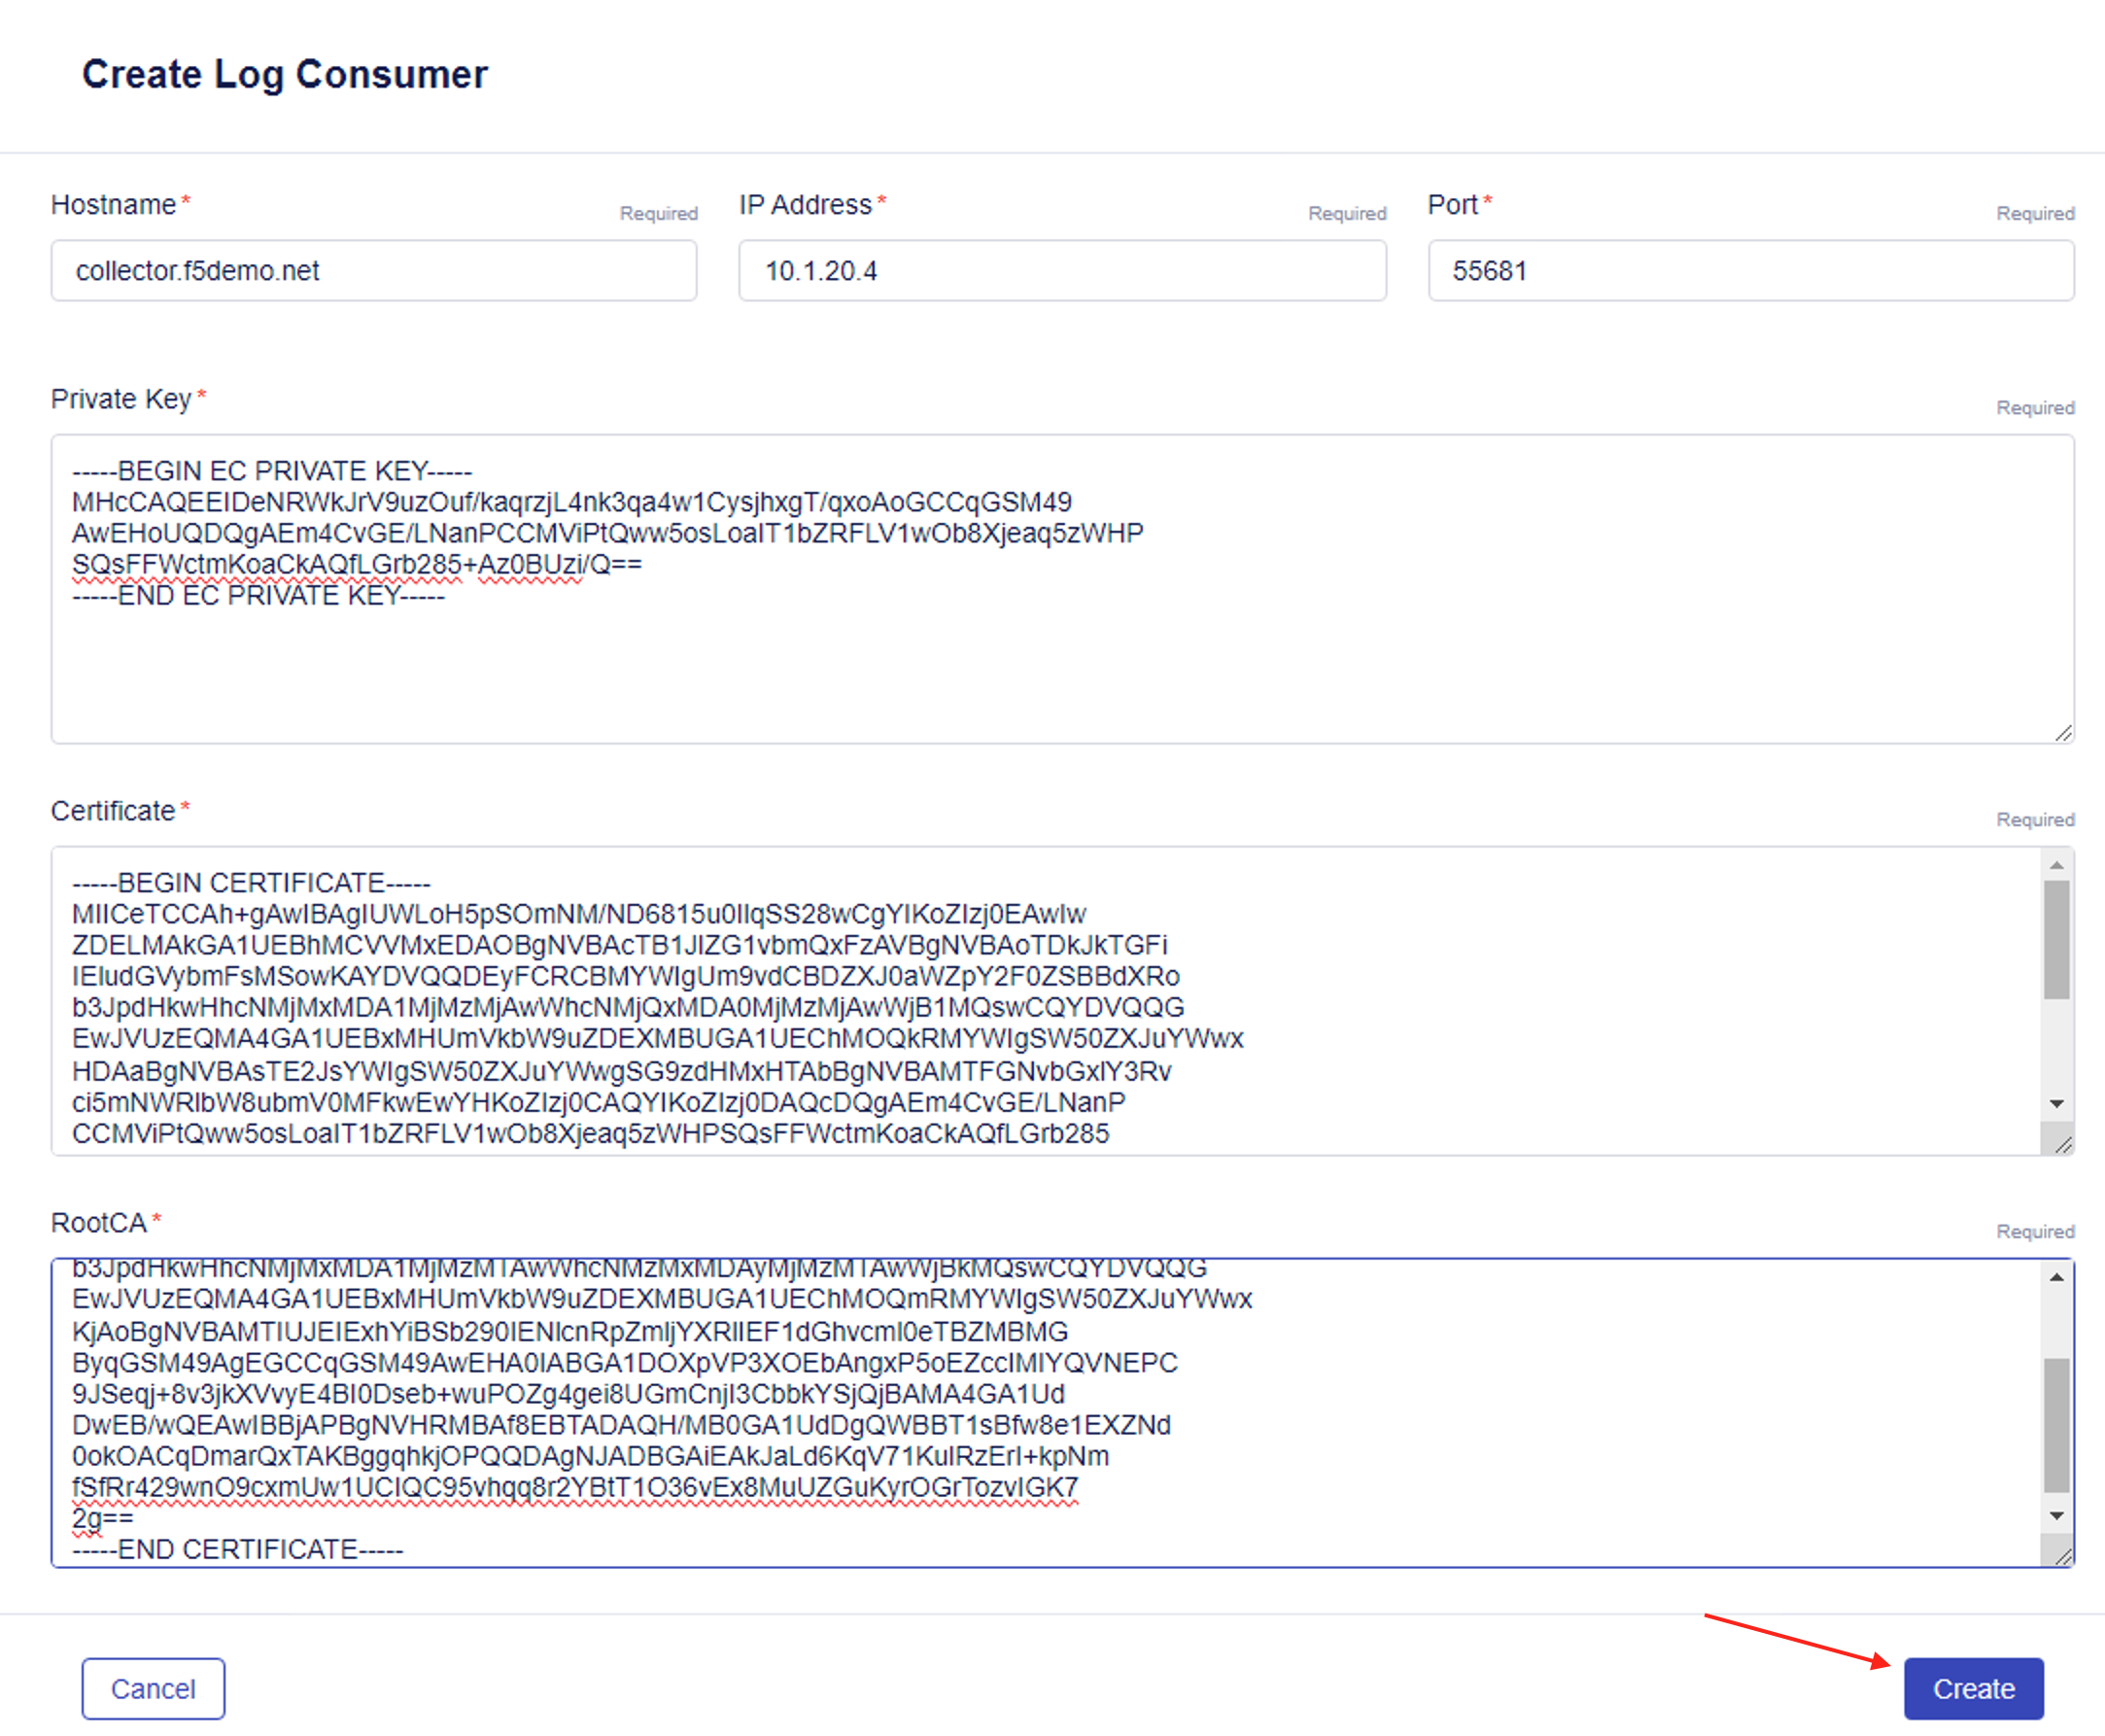 Create Log Consumer
Hostname* Required IP Address* Required Port* Required
collector.f5demo.net 10.1.20.4 55681
Private Key* Required
-----BEGIN EC PRIVATE KEY-----
MHcCAQEEIDeNRWkJrV9uzOuf/kaqrzjL4nk3qa4w1CysjhxgT/qxoAoGCCqGSM49
AwEHoUQDQgAEm4CvGE/LNanPCCMViPtQww5osLoaIT1bZRFLV1wOb8Xjeaq5zWHP
SQsFFWctmKoaCkAQfLGrb285+Az0BUzi/Q==
-----END EC PRIVATE KEY-----
Certificate* Required
-----BEGIN CERTIFICATE-----
MIICeTCCAh+gAwIBAgIUWLoH5pSOmNM/ND6815u0IIqSS28wCgYIKoZIzj0EAwIw
ZDELMAkGA1UEBhMCVVMxEDAOBgNVBAcTB1JlZG1vbmQxFzAVBgNVBAoTDkJkTGFi
IEludGVybmFsMSowKAYDVQQDEyFCRCBMYWIgUm9vdCBDZXJ0aWZpY2F0ZSBBdXRo
b3JpdHkwHhcNMjMxMDA1MjMzMjAwWhcNMjQxMDA0MjMzMjAwWjB1MQswCQYDVQQG
EwJVUzEQMA4GA1UEBxMHUmVkbW9uZDEXMBUGA1UEChMOQkRMYWIgSW50ZXJuYWwx
HDAaBgNVBAsTE2JsYWIgSW50ZXJuYWwgSG9zdHMxHTAbBgNVBAMTFGNvbGxlY3Rv
ci5mNWRlbW8ubmV0MFkwEwYHKoZIzj0CAQYIKoZIzj0DAQcDQgAEm4CvGE/LNanP
CCMViPtQww5osLoaIT1bZRFLV1wOb8Xjeaq5zWHPSQsFFWctmKoaCkAQfLGrb285
RootCA* Required
b3JpdHkwHhcNMjMxMDA1MjMzMTAwWhcNMzMxMDAyMjMzMTAwWjBkMQswCQYDVQQG
EwJVUzEQMA4GA1UEBxMHUmVkbW9uZDEXMBUGA1UEChMOQmRMYWIgSW50ZXJuYWwx
KjAoBgNVBAMTIUJEIExhYiBSb290IENlcnRpZmljYXRlIEF1dGhvcml0eTBZMBMG
ByqGSM49AgEGCCqGSM49AwEHA0IABGA1DOXpVP3XOEbAngxP5oEZccIMIYQVNEPC
9JSeqj+8v3jkXVvyE4BI0Dseb+wuPOZg4gei8UGmCnjI3CbbkYSjQjBAMA4GA1Ud
DwEB/wQEAwIBBjAPBgNVHRMBAf8EBTADAQH/MB0GA1UdDgQWBBT1sBfw8e1EXZNd
0okOACqDmarQxTAKBggqhkjOPQQDAgNJADBGAiEAkJaLd6KqV71KuIRzErI+kpNm
fSfRr429wnO9cxmUw1UCIQC95vhqq8r2YBtT1O36vEx8MuUZGuKyrOGrTozvIGK7
2g==
-----END CERTIFICATE-----
Cancel Create